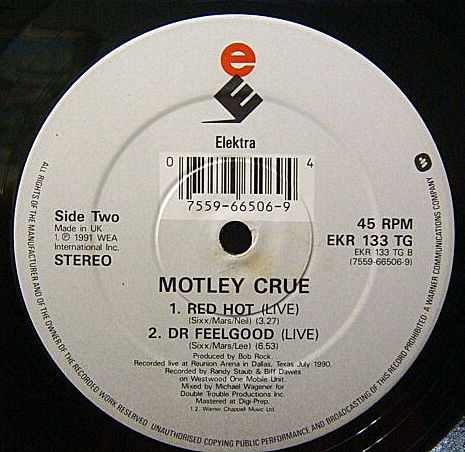 e
E
Elektra
0 4
7559-66506-9
Side Two
Made in UK
1. ℗ 1991 WEA
International Inc.
STEREO
45 RPM
EKR 133 TG
EKR 133 TG B
(7559-66506-9)
MOTLEY CRUE
1. RED HOT (LIVE)
(Sixx/Mars/Neil) (3.27)
2. DR FEELGOOD (LIVE)
(Sixx/Mars/Lee) (6.53)
Produced by Bob Rock.
Recorded live at Reunion Arena in Dallas, Texas July 1990.
Recorded by Randy Staub & Biff Dawes
on Westwood One Mobile Unit.
Mixed by Michael Wagener for
Double Trouble Productions Inc.
Mastered at Digi-Prep.
1.2. Warner Chappell Music Ltd.
ALL RIGHTS OF THE MANUFACTURER AND OF THE OWNER OF THE RECORDED WORK RESERVED UNAUTHORISED COPYING PUBLIC PERFORMANCE AND BROADCASTING OF THIS RECORD PROHIBITED A WARNER COMMUNICATIONS COMPANY